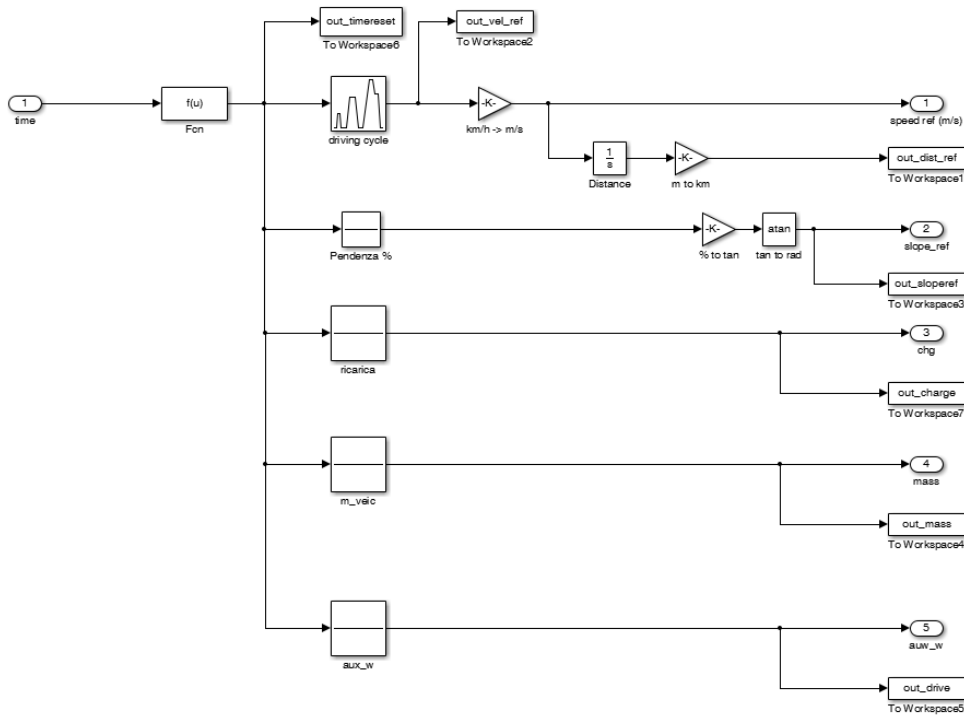 out_timereset
To Workspace6
out_vel_ref
To Workspace2
1
time
f(u)
Fcn
driving cycle
-K-
km/h -> m/s
1
speed ref (m/s)
1
s
Distance
-K-
m to km
out_dist_ref
To Workspace1
Pendenza %
-K-
% to tan
atan
tan to rad
2
slope_ref
out_sloperef
To Workspace3
ricarica
3
chg
out_charge
To Workspace7
m_veic
4
mass
out_mass
To Workspace4
aux_w
5
auw_w
out_drive
To Workspace5